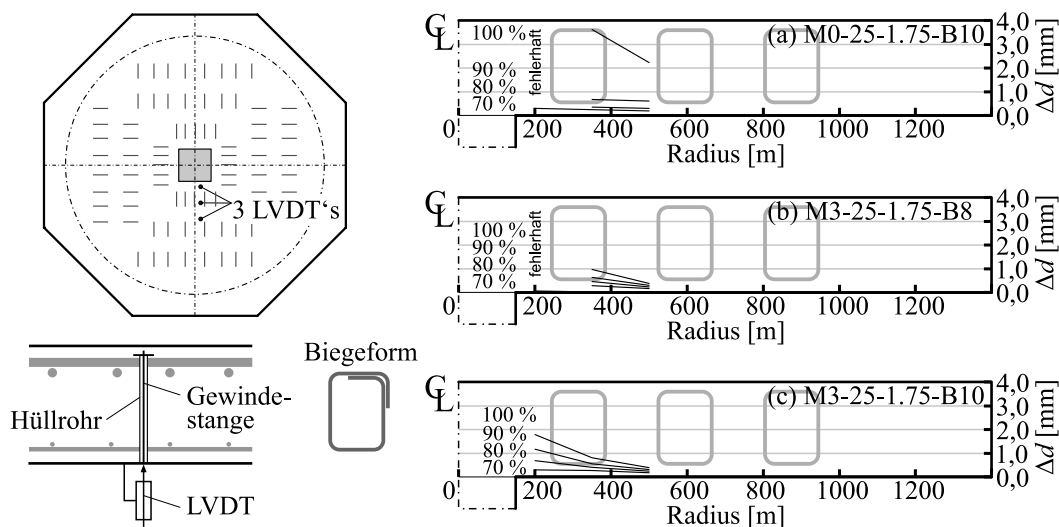 3 LVDT‘s
Hüllrohr
Gewinde-
stange
LVDT
Biegeform
℄
100 %
90 %
80 %
70 %
fehlerhaft
(a) M0-25-1.75-B10
4,0
3,0
2,0
1,0
0,0
Δd [mm]
0 200 400 600 800 1000 1200
Radius [m]
℄
100 %
90 %
80 %
70 %
fehlerhaft
(b) M3-25-1.75-B8
4,0
3,0
2,0
1,0
0,0
Δd [mm]
0 200 400 600 800 1000 1200
Radius [m]
℄
100 %
90 %
80 %
70 %
(c) M3-25-1.75-B10
4,0
3,0
2,0
1,0
0,0
Δd [mm]
0 200 400 600 800 1000 1200
Radius [m]